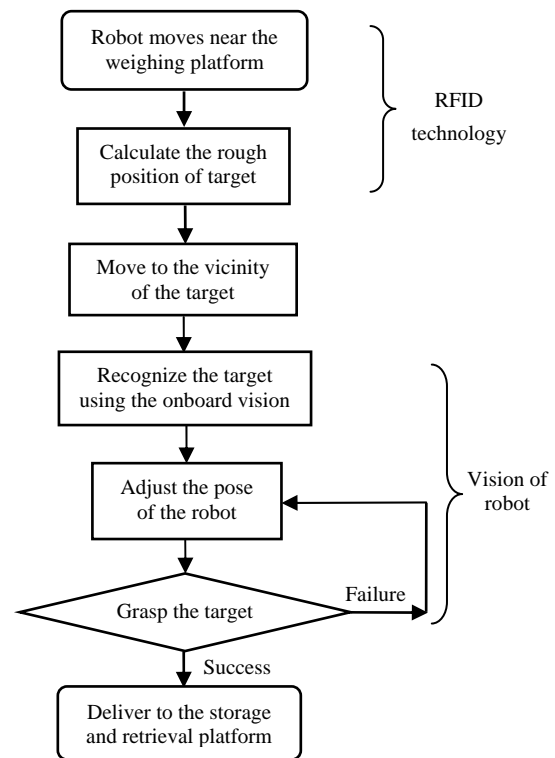 Robot moves near the
weighing platform
RFID
technology
Calculate the rough
position of target
Move to the vicinity
of the target
Recognize the target
using the onboard vision
Adjust the pose
of the robot
Vision of
robot
Grasp the target
Failure
Success
Deliver to the storage
and retrieval platform